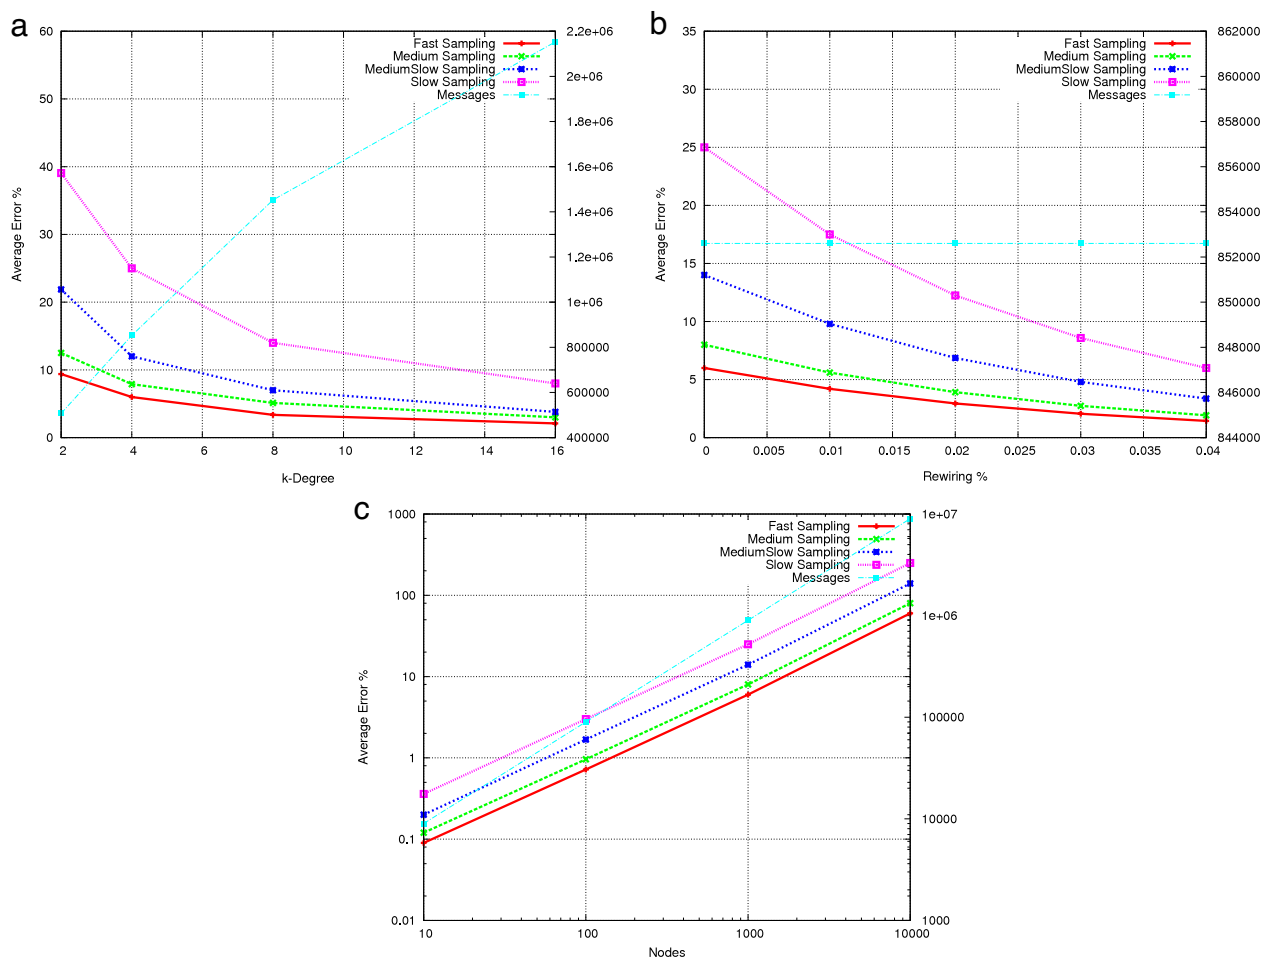 a
60
50
40
30
20
10
0
Average Error %
2.2e+06
2e+06
1.8e+06
1.6e+06
1.4e+06
1.2e+06
1e+06
800000
600000
400000
Fast Sampling
Medium Sampling
MediumSlow Sampling
Slow Sampling
Messages
2 4 6 8 10 12 14 16
k-Degree
b
35
30
25
20
15
10
5
0
Average Error %
862000
860000
858000
856000
854000
852000
850000
848000
846000
844000
Fast Sampling
Medium Sampling
MediumSlow Sampling
Slow Sampling
Messages
0 0.005 0.01 0.015 0.02 0.025 0.03 0.035 0.04
Rewiring %
c
1000
100
10
1
0.1
0.01
Average Error %
1e+07
1e+06
100000
10000
1000
Fast Sampling
Medium Sampling
MediumSlow Sampling
Slow Sampling
Messages
10 100 1000 10000
Nodes